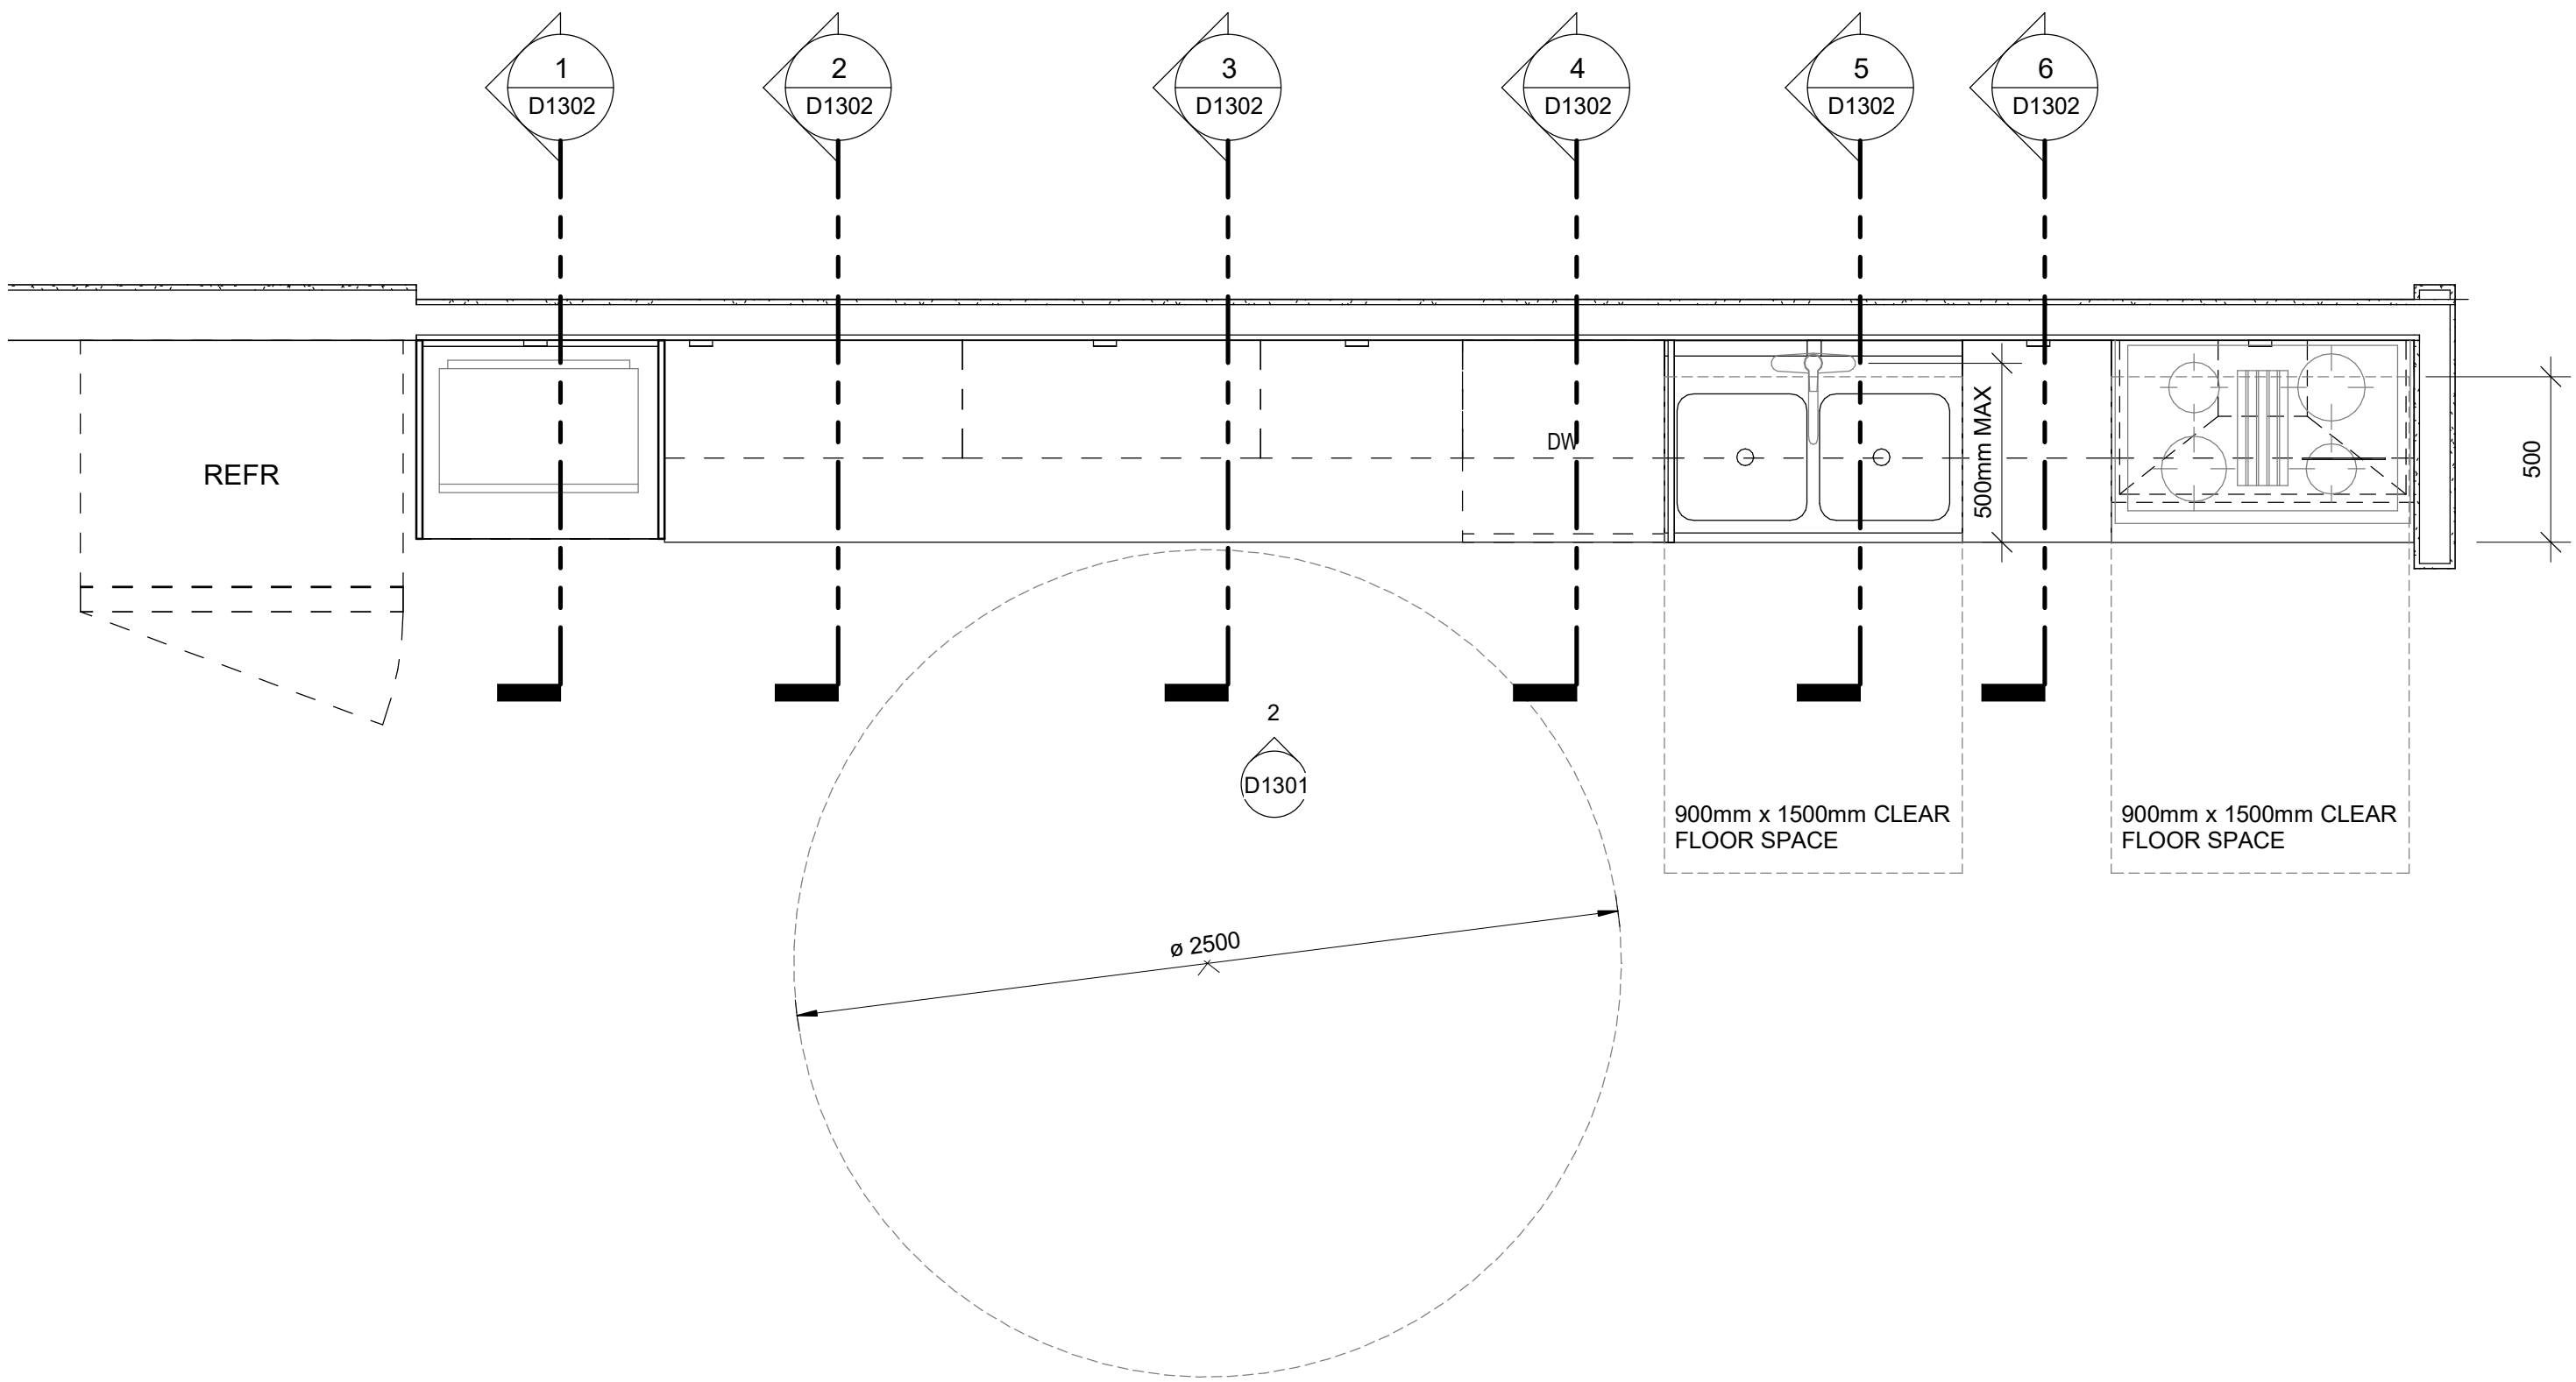 1
D1302
2
D1302
3
D1302
4
D1302
5
D1302
6
D1302
REFR
DW
500mm MAX
500
2
D1301
900mm x 1500mm CLEAR
FLOOR SPACE
900mm x 1500mm CLEAR
FLOOR SPACE
ø 2500